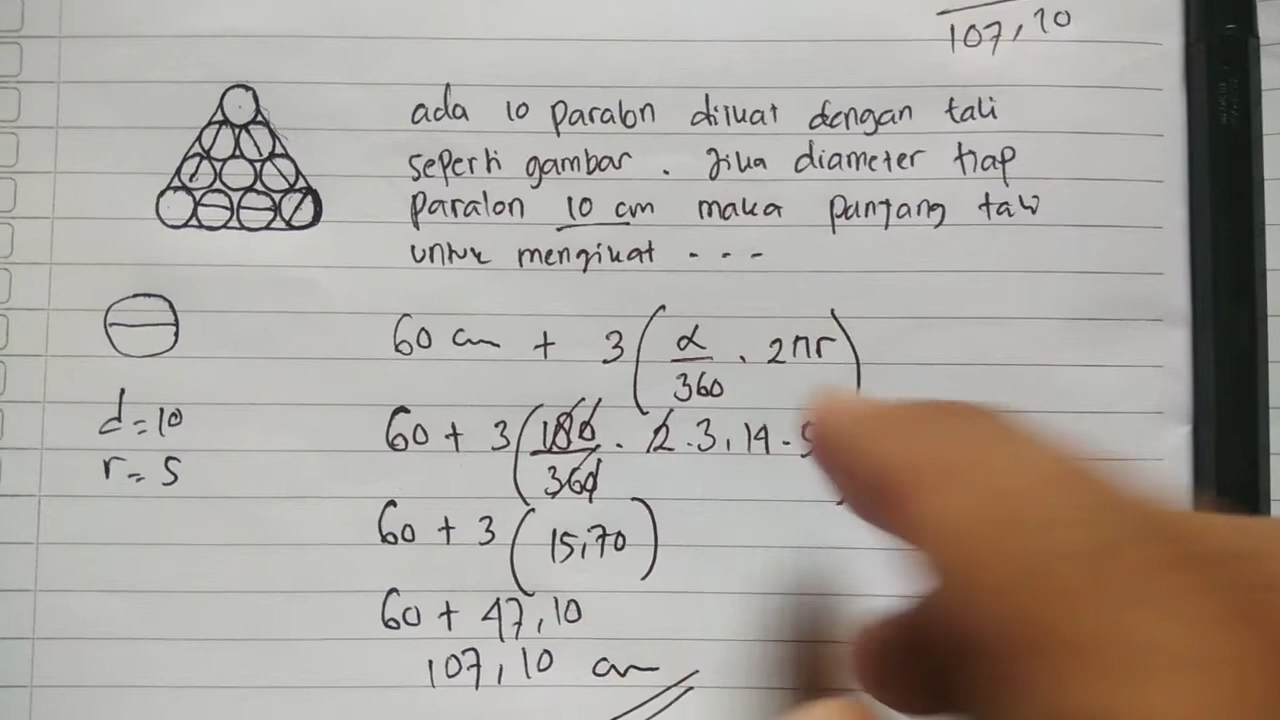 107,10
ada 10 paralon diikat dengan tali
seperti gambar. Jika diameter tiap
paralon 10 cm maka panjang tali
untuk mengikat ...
60 cm + 3 (α/360 . 2πr)
d = 10
60 + 3 (180/360 . 2.3,14.5
r = 5
60 + 3 (15,70)
60 + 47,10
107,10 cm